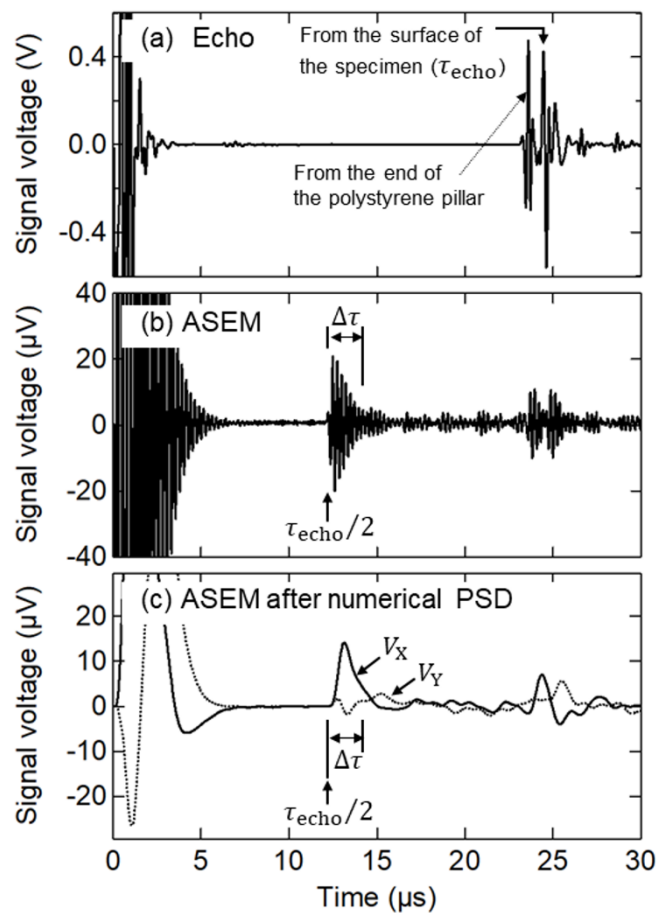 (a) Echo
From the surface of
the specimen (τecho)
From the end of
the polystyrene pillar
Signal voltage (V)
0.4
0.0
-0.4
(b) ASEM
Δτ
τecho/2
Signal voltage (μV)
40
20
0
-20
-40
(c) ASEM after numerical PSD
VX
VY
Δτ
τecho/2
Signal voltage (μV)
20
10
0
-10
-20
0 5 10 15 20 25 30
Time (μs)